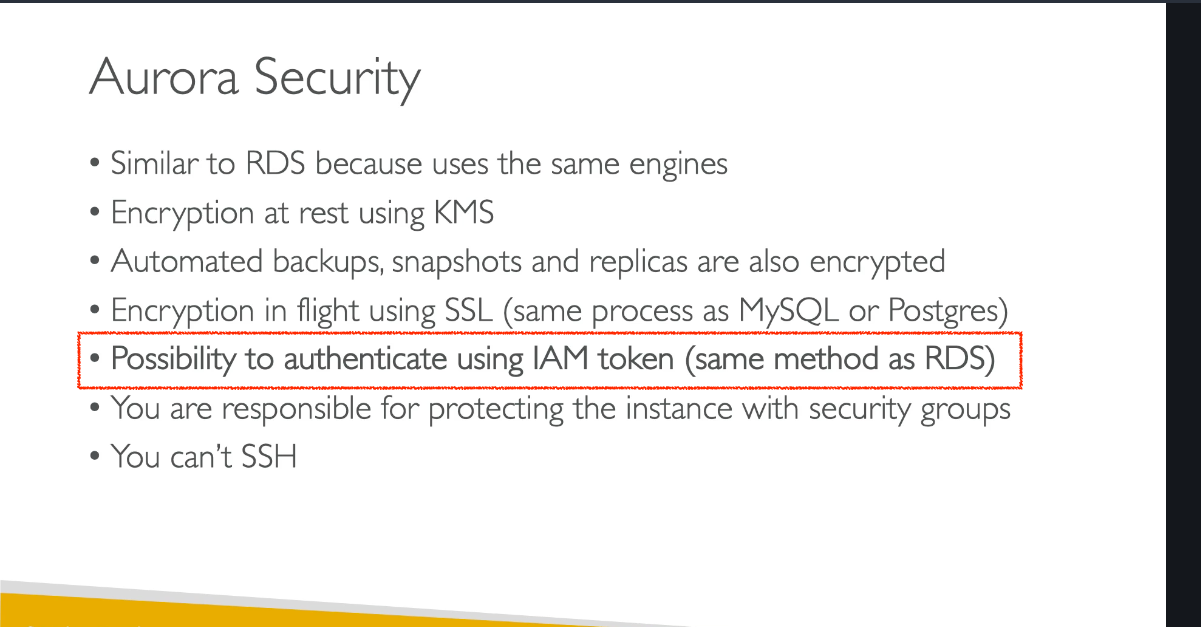 Aurora Security
• Similar to RDS because uses the same engines
• Encryption at rest using KMS
• Automated backups, snapshots and replicas are also encrypted
• Encryption in flight using SSL (same process as MySQL or Postgres)
• Possibility to authenticate using IAM token (same method as RDS)
• You are responsible for protecting the instance with security groups
• You can’t SSH